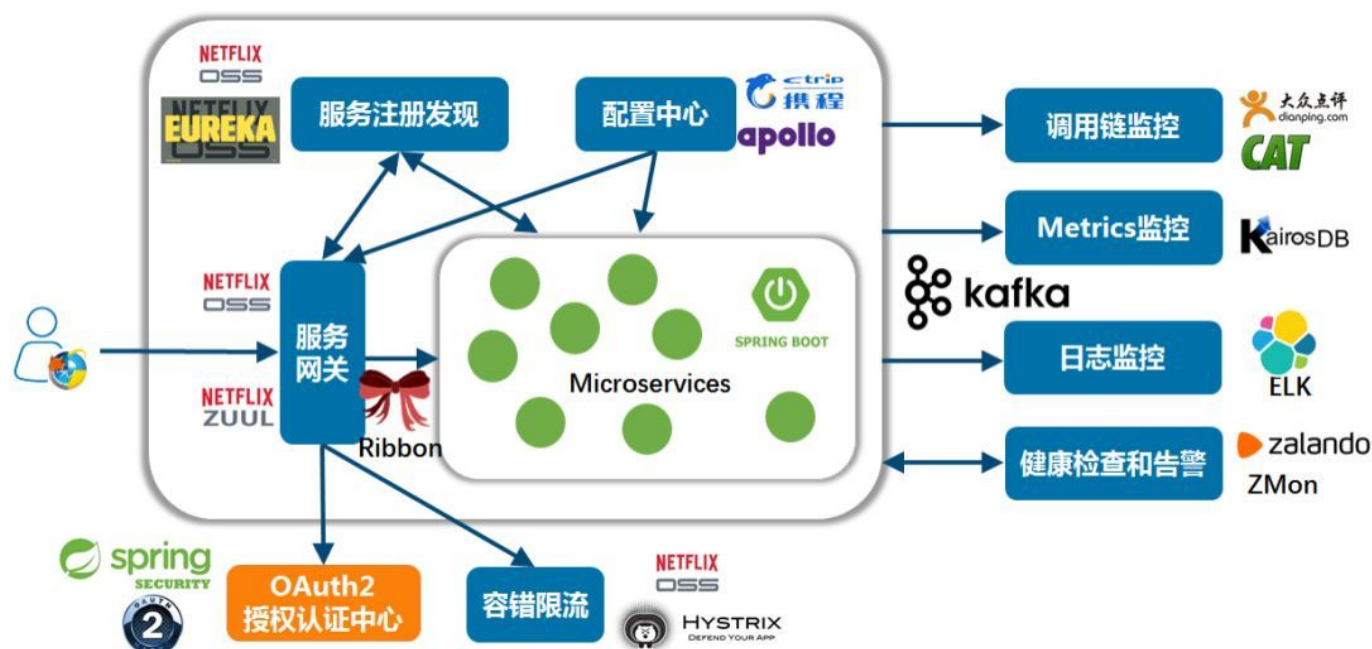 NETFLIX
OSS
NETFLIX
EUREKA
OSS
服务注册发现
配置中心
ctrip
携程
apollo
调用链监控
大众点评
dianping.com
CAT
Metrics监控
KairosDB
kafka
NETFLIX
OSS
服务
网关
NETFLIX
ZUUL
Ribbon
SPRING BOOT
Microservices
日志监控
ELK
健康检查和告警
zalando
ZMon
spring
SECURITY
OAUTH
2
OAuth2
授权认证中心
容错限流
NETFLIX
OSS
HYSTRIX
DEFEND YOUR APP